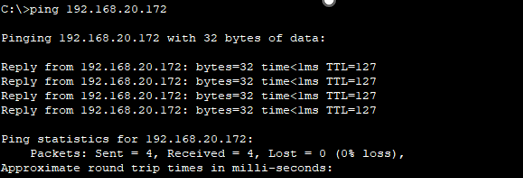 C:\>ping 192.168.20.172
Pinging 192.168.20.172 with 32 bytes of data:
Reply from 192.168.20.172: bytes=32 time<1ms TTL=127
Reply from 192.168.20.172: bytes=32 time<1ms TTL=127
Reply from 192.168.20.172: bytes=32 time<1ms TTL=127
Reply from 192.168.20.172: bytes=32 time<1ms TTL=127
Ping statistics for 192.168.20.172:
    Packets: Sent = 4, Received = 4, Lost = 0 (0% loss),
Approximate round trip times in milli-seconds: